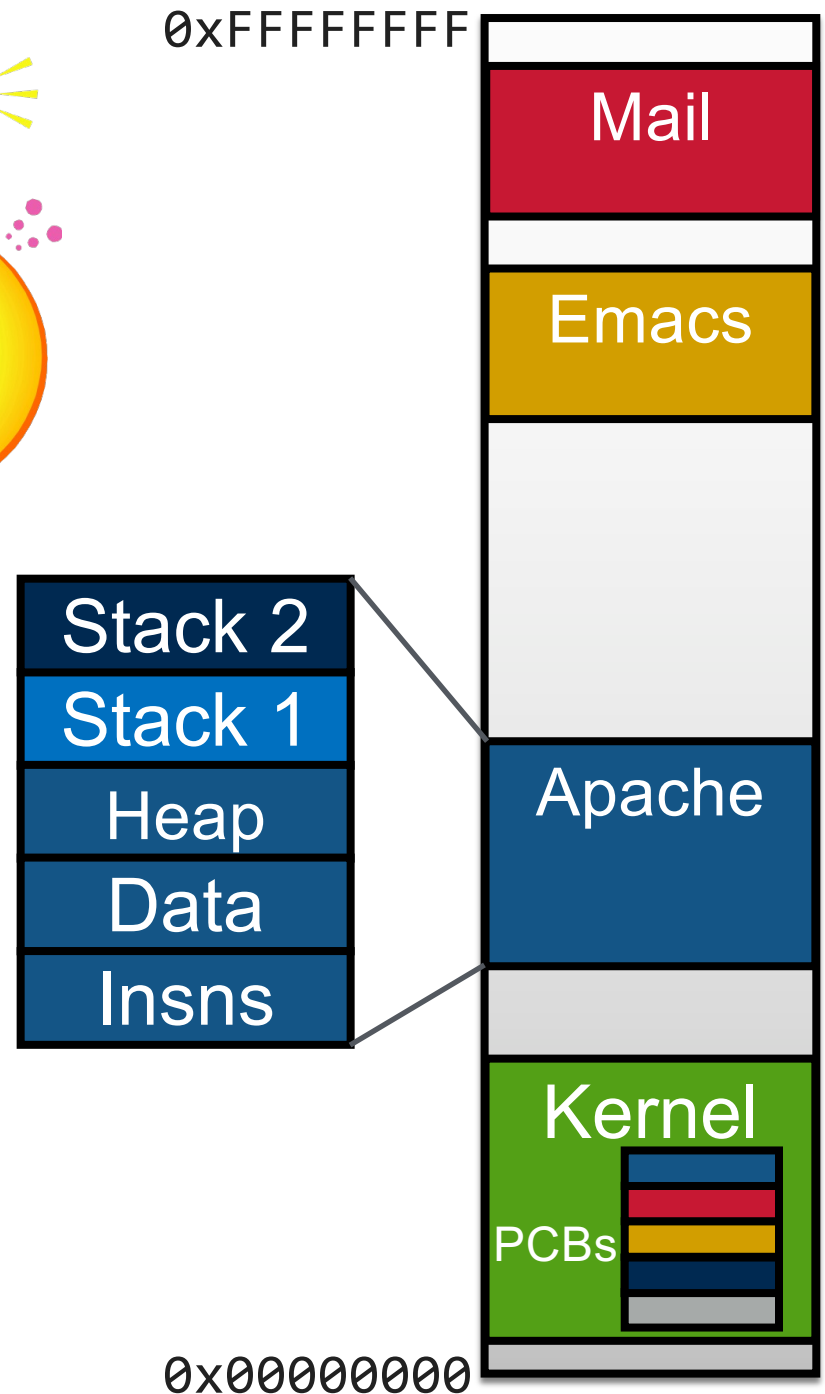 0xFFFFFFFF
Mail
Emacs
Stack 2
Stack 1
Heap
Data
Insns
Apache
Kernel
PCBs
0x00000000